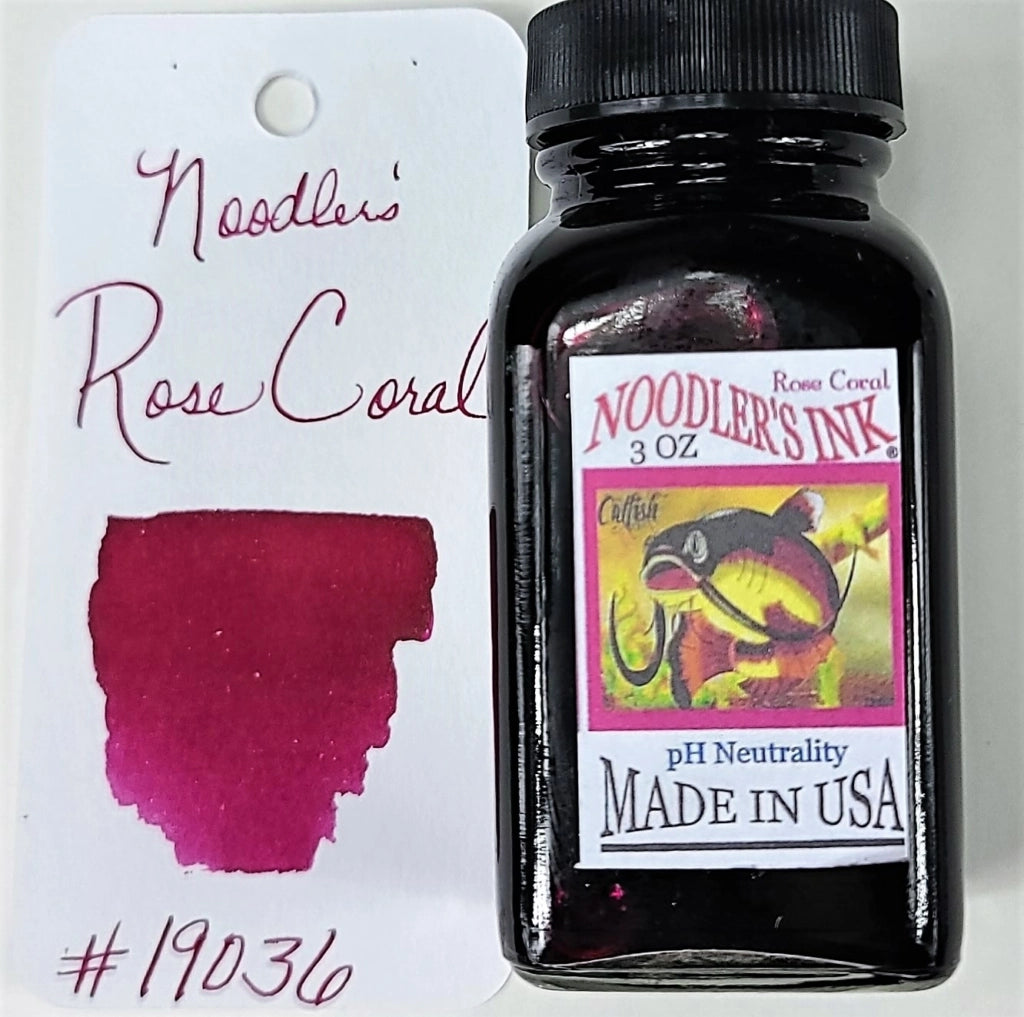 Noodler's
Rose Coral
#19036
Rose Coral
NOODLER'S INK®
3 OZ
Catfish
pH Neutrality
MADE IN USA